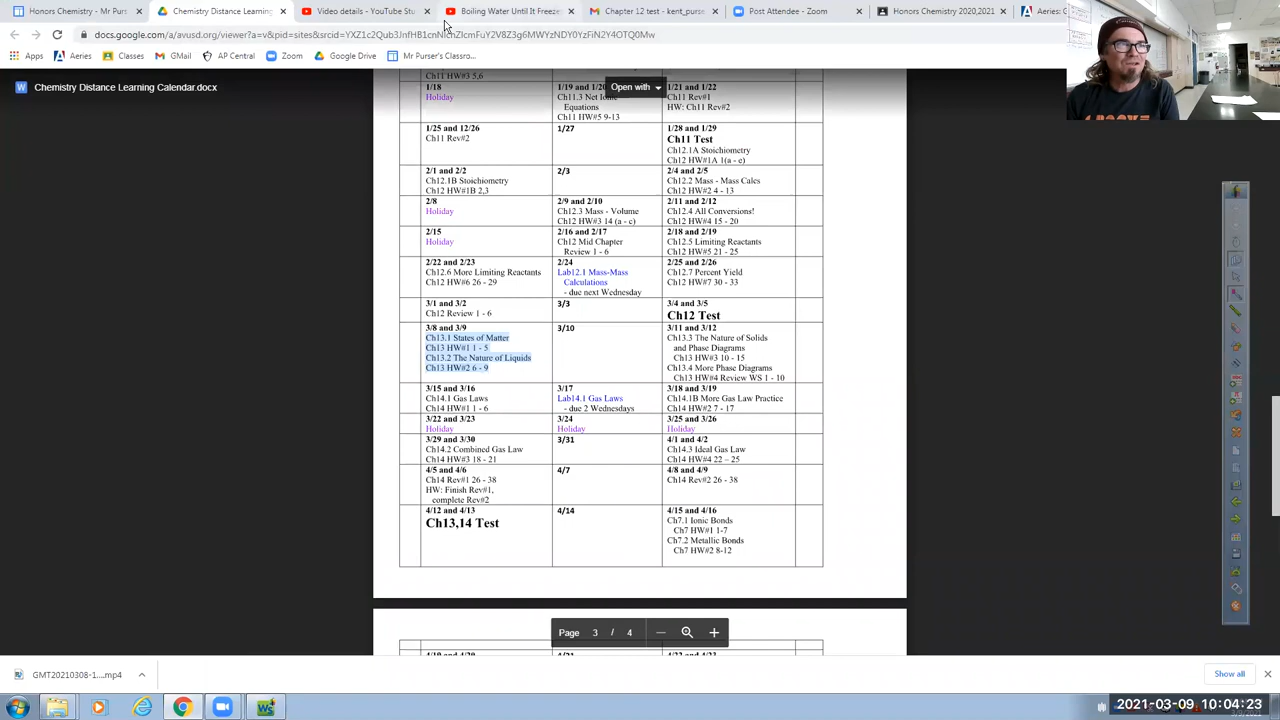 Honors Chemistry - Mr Purs
Chemistry Distance Learning
Video details - YouTube Stu
Boiling Water Until It Freeze
Chapter 12 test - kent_purse
Post Attendee - Zoom
Honors Chemistry 2020,2021
Aeries: G
Apps
Aeries
Classes
GMail
AP Central
Zoom
Google Drive
Mr Purser's Classro...
Chemistry Distance Learning Calendar.docx
Open with
Ch11 HW#3 5,6
1/18
Holiday
1/19 and 1/20
Ch11.3 Net Ionic
Equations
Ch11 HW#5 9-13
1/21 and 1/22
Ch11 Rev#1
HW: Ch11 Rev#2
1/25 and 12/26
Ch11 Rev#2
1/27
1/28 and 1/29
Ch11 Test
Ch12.1A Stoichiometry
Ch12 HW#1A 1(a - e)
2/1 and 2/2
Ch12.1B Stoichiometry
Ch12 HW#1B 2,3
2/3
2/4 and 2/5
Ch12.2 Mass - Mass Calcs
Ch12 HW#2 4 - 13
2/8
Holiday
2/9 and 2/10
Ch12.3 Mass - Volume
Ch12 HW#3 14 (a - c)
2/11 and 2/12
Ch12.4 All Conversions!
Ch12 HW#4 15 - 20
2/15
Holiday
2/16 and 2/17
Ch12 Mid Chapter
Review 1 - 6
2/18 and 2/19
Ch12.5 Limiting Reactants
Ch12 HW#5 21 - 25
2/22 and 2/23
Ch12.6 More Limiting Reactants
Ch12 HW#6 26 - 29
2/24
Lab12.1 Mass-Mass
Calculations
- due next Wednesday
2/25 and 2/26
Ch12.7 Percent Yield
Ch12 HW#7 30 - 33
3/1 and 3/2
Ch12 Review 1 - 6
3/3
3/4 and 3/5
Ch12 Test
3/8 and 3/9
Ch13.1 States of Matter
Ch13 HW#1 1 - 5
Ch13.2 The Nature of Liquids
Ch13 HW#2 6 - 9
3/10
3/11 and 3/12
Ch13.3 The Nature of Solids
and Phase Diagrams
Ch13 HW#3 10 - 15
Ch13.4 More Phase Diagrams
Ch13 HW#4 Review WS 1 - 10
3/15 and 3/16
Ch14.1 Gas Laws
Ch14 HW#1 1 - 6
3/17
Lab14.1 Gas Laws
- due 2 Wednesdays
3/18 and 3/19
Ch14.1B More Gas Law Practice
Ch14 HW#2 7 - 17
3/22 and 3/23
Holiday
3/24
Holiday
3/25 and 3/26
Holiday
3/29 and 3/30
Ch14.2 Combined Gas Law
Ch14 HW#3 18 - 21
3/31
4/1 and 4/2
Ch14.3 Ideal Gas Law
Ch14 HW#4 22 – 25
4/5 and 4/6
Ch14 Rev#1 26 - 38
HW: Finish Rev#1,
complete Rev#2
4/7
4/8 and 4/9
Ch14 Rev#2 26 - 38
4/12 and 4/13
Ch13,14 Test
4/14
4/15 and 4/16
Ch7.1 Ionic Bonds
Ch7 HW#1 1-7
Ch7.2 Metallic Bonds
Ch7 HW#2 8-12
Page 3 / 4
GMT20210308-1....mp4
Show all
2021-03-09 10:04:23